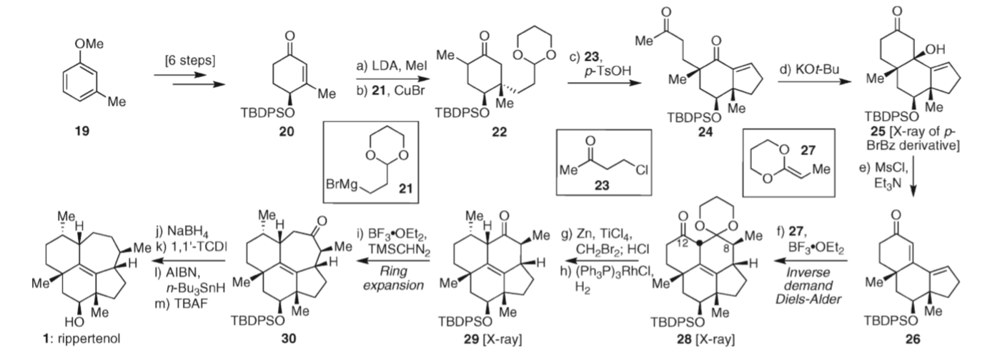 OMe
Me
19
[6 steps]
O
Me
TBDPSO
20
a) LDA, MeI
b) 21, CuBr
O
Me
O
O
Me
TBDPSO
22
c) 23,
p-TsOH
O
Me
O
Me
Me
TBDPSO
24
d) KOt-Bu
O
OH
Me
Me
TBDPSO
25 [X-ray of p-
BrBz derivative]
O
O
BrMg
21
O
Me
Cl
23
O
27
Me
O
e) MsCl,
Et3N
O
Me
Me
TBDPSO
26
f) 27,
BF3•OEt2
Inverse
demand
Diels-Alder
O
O
O
12
8
Me
H
Me
Me
TBDPSO
28 [X-ray]
g) Zn, TiCl4,
CH2Br2; HCl
h) (Ph3P)3RhCl,
H2
Me
H
O
Me
H
Me
Me
TBDPSO
29 [X-ray]
i) BF3•OEt2,
TMSCHN2
Ring
expansion
Me
H
O
Me
H
Me
Me
TBDPSO
30
j) NaBH4
k) 1,1'-TCDI
l) AIBN,
n-Bu3SnH
m) TBAF
Me
H
Me
H
Me
Me
HO
1: rippertenol